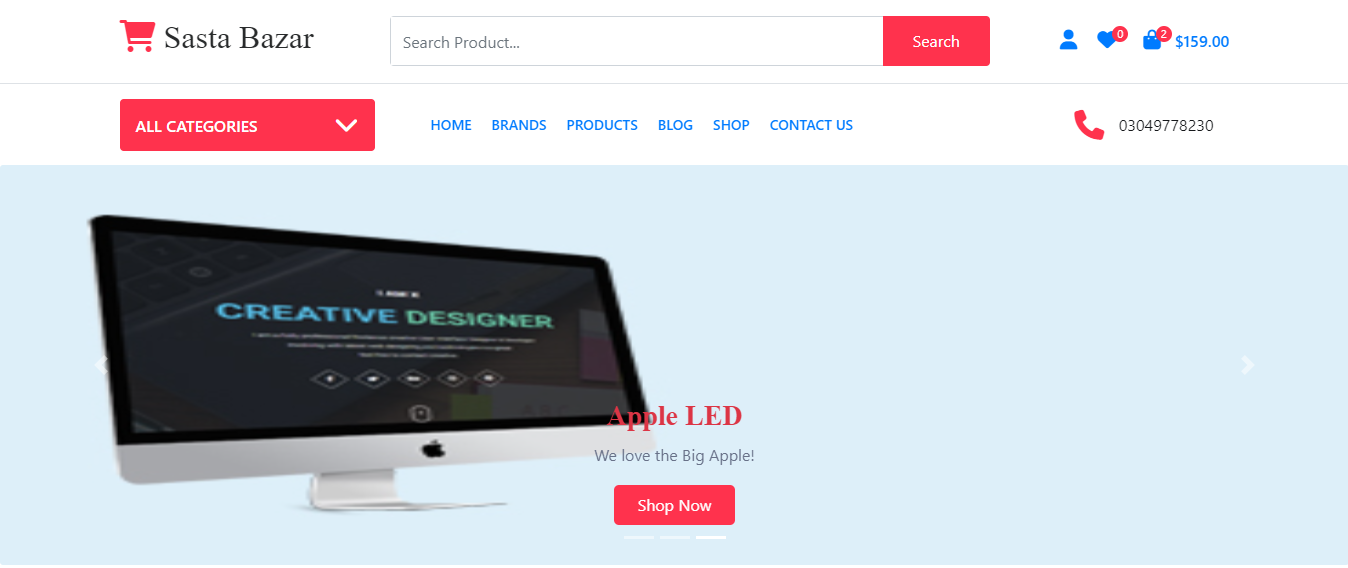 Sasta Bazar
Search Product...
Search
0
2
$159.00
ALL CATEGORIES
HOME BRANDS PRODUCTS BLOG SHOP CONTACT US
03049778230
CREATIVE DESIGNER
Apple LED
We love the Big Apple!
Shop Now